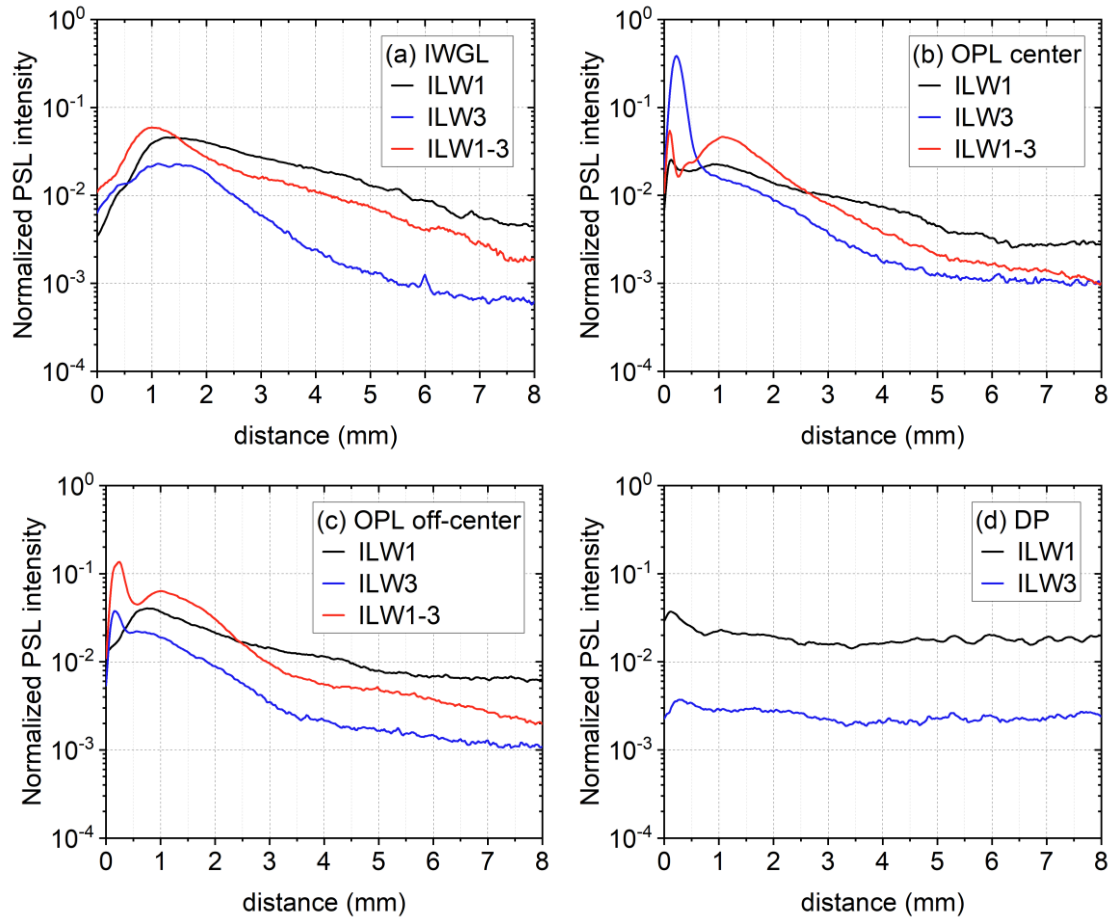 Normalized PSL intensity
10^0
10^-1
10^-2
10^-3
10^-4
(a) IWGL
ILW1
ILW3
ILW1-3
0 1 2 3 4 5 6 7 8
distance (mm)
Normalized PSL intensity
10^0
10^-1
10^-2
10^-3
10^-4
(b) OPL center
ILW1
ILW3
ILW1-3
0 1 2 3 4 5 6 7 8
distance (mm)
Normalized PSL intensity
10^0
10^-1
10^-2
10^-3
10^-4
(c) OPL off-center
ILW1
ILW3
ILW1-3
0 1 2 3 4 5 6 7 8
distance (mm)
Normalized PSL intensity
10^0
10^-1
10^-2
10^-3
10^-4
(d) DP
ILW1
ILW3
0 1 2 3 4 5 6 7 8
distance (mm)